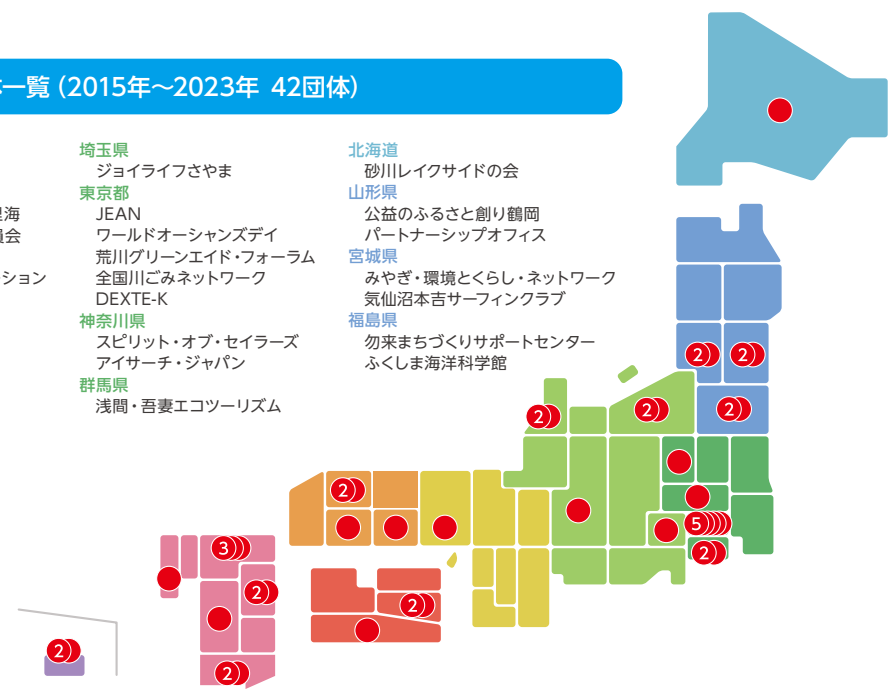 一覧（2015年～2023年 42団体）
海
員会
ション
埼玉県
ジョイライフさやま
東京都
JEAN
ワールドオーシャンズデイ
荒川グリーンエイド・フォーラム
全国川ごみネットワーク
DEXTE-K
神奈川県
スピリット・オブ・セイラーズ
アイサーチ・ジャパン
群馬県
浅間・吾妻エコツーリズム
北海道
砂川レイクサイドの会
山形県
公益のふるさと創り鶴岡
パートナーシップオフィス
宮城県
みやぎ・環境とくらし・ネットワーク
気仙沼本吉サーフィンクラブ
福島県
勿来まちづくりサポートセンター
ふくしま海洋科学館
2
2
2
2
2
2
5
3
2
2
2
2
2